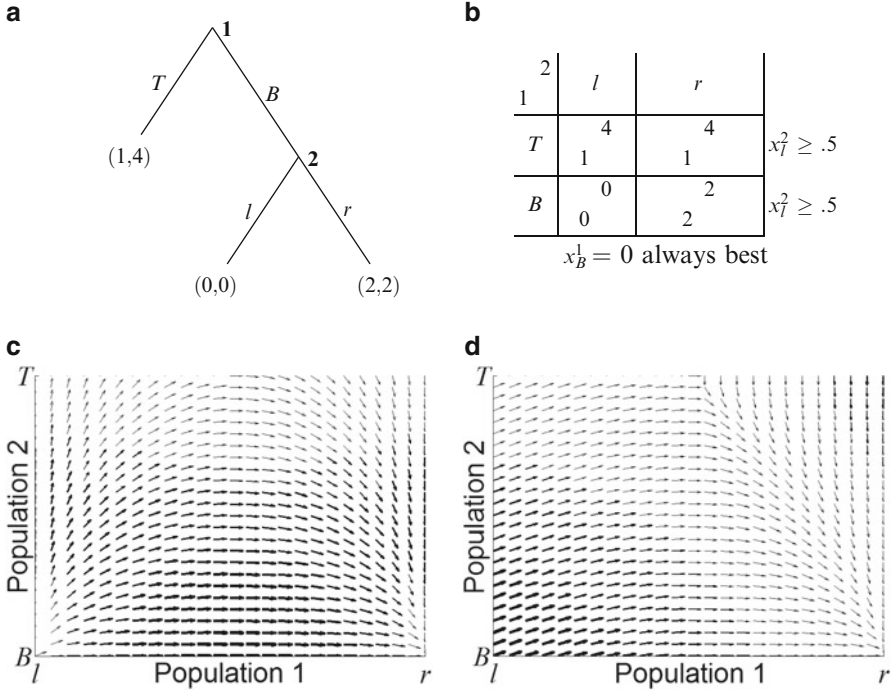 a
1
T
B
(1,4)
2
l
r
(0,0)
(2,2)
b
2
1
l
r
T
4
1
4
1
x_l^2 ≥ .5
B
0
0
2
2
x_l^2 ≥ .5
x_B^1 = 0 always best
c
T
Population 2
B
l
Population 1
r
d
T
Population 2
B
l
Population 1
r